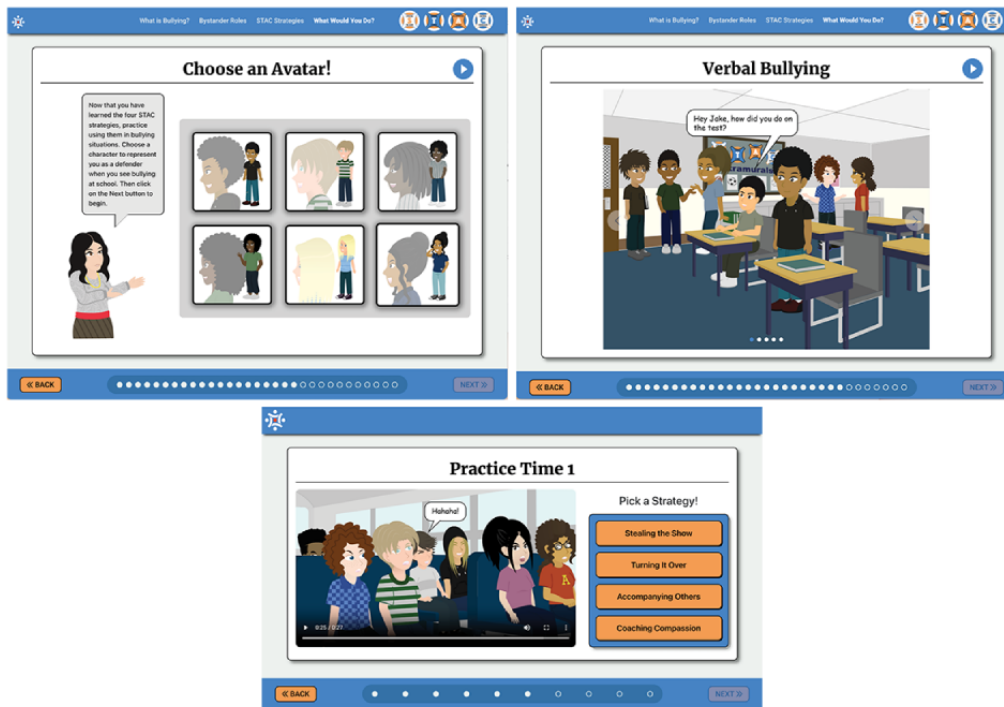 What is Bullying? Bystander Roles STAC Strategies What Would You Do?
S T A C
Choose an Avatar!
Now that you have
learned the four STAC
strategies, practice
using them in bullying
situations. Choose a
character to represent
you as a defender
when you see bullying
at school. Then click
on the Next button to
begin.
« BACK
NEXT »
What is Bullying? Bystander Roles STAC Strategies What Would You Do?
S T A C
Verbal Bullying
Hey Jake, how did you do on
the test?
« BACK
NEXT »
Practice Time 1
Hahaha!
A
0:25 / 0:27
Pick a Strategy!
Stealing the Show
Turning It Over
Accompanying Others
Coaching Compassion
« BACK
NEXT »